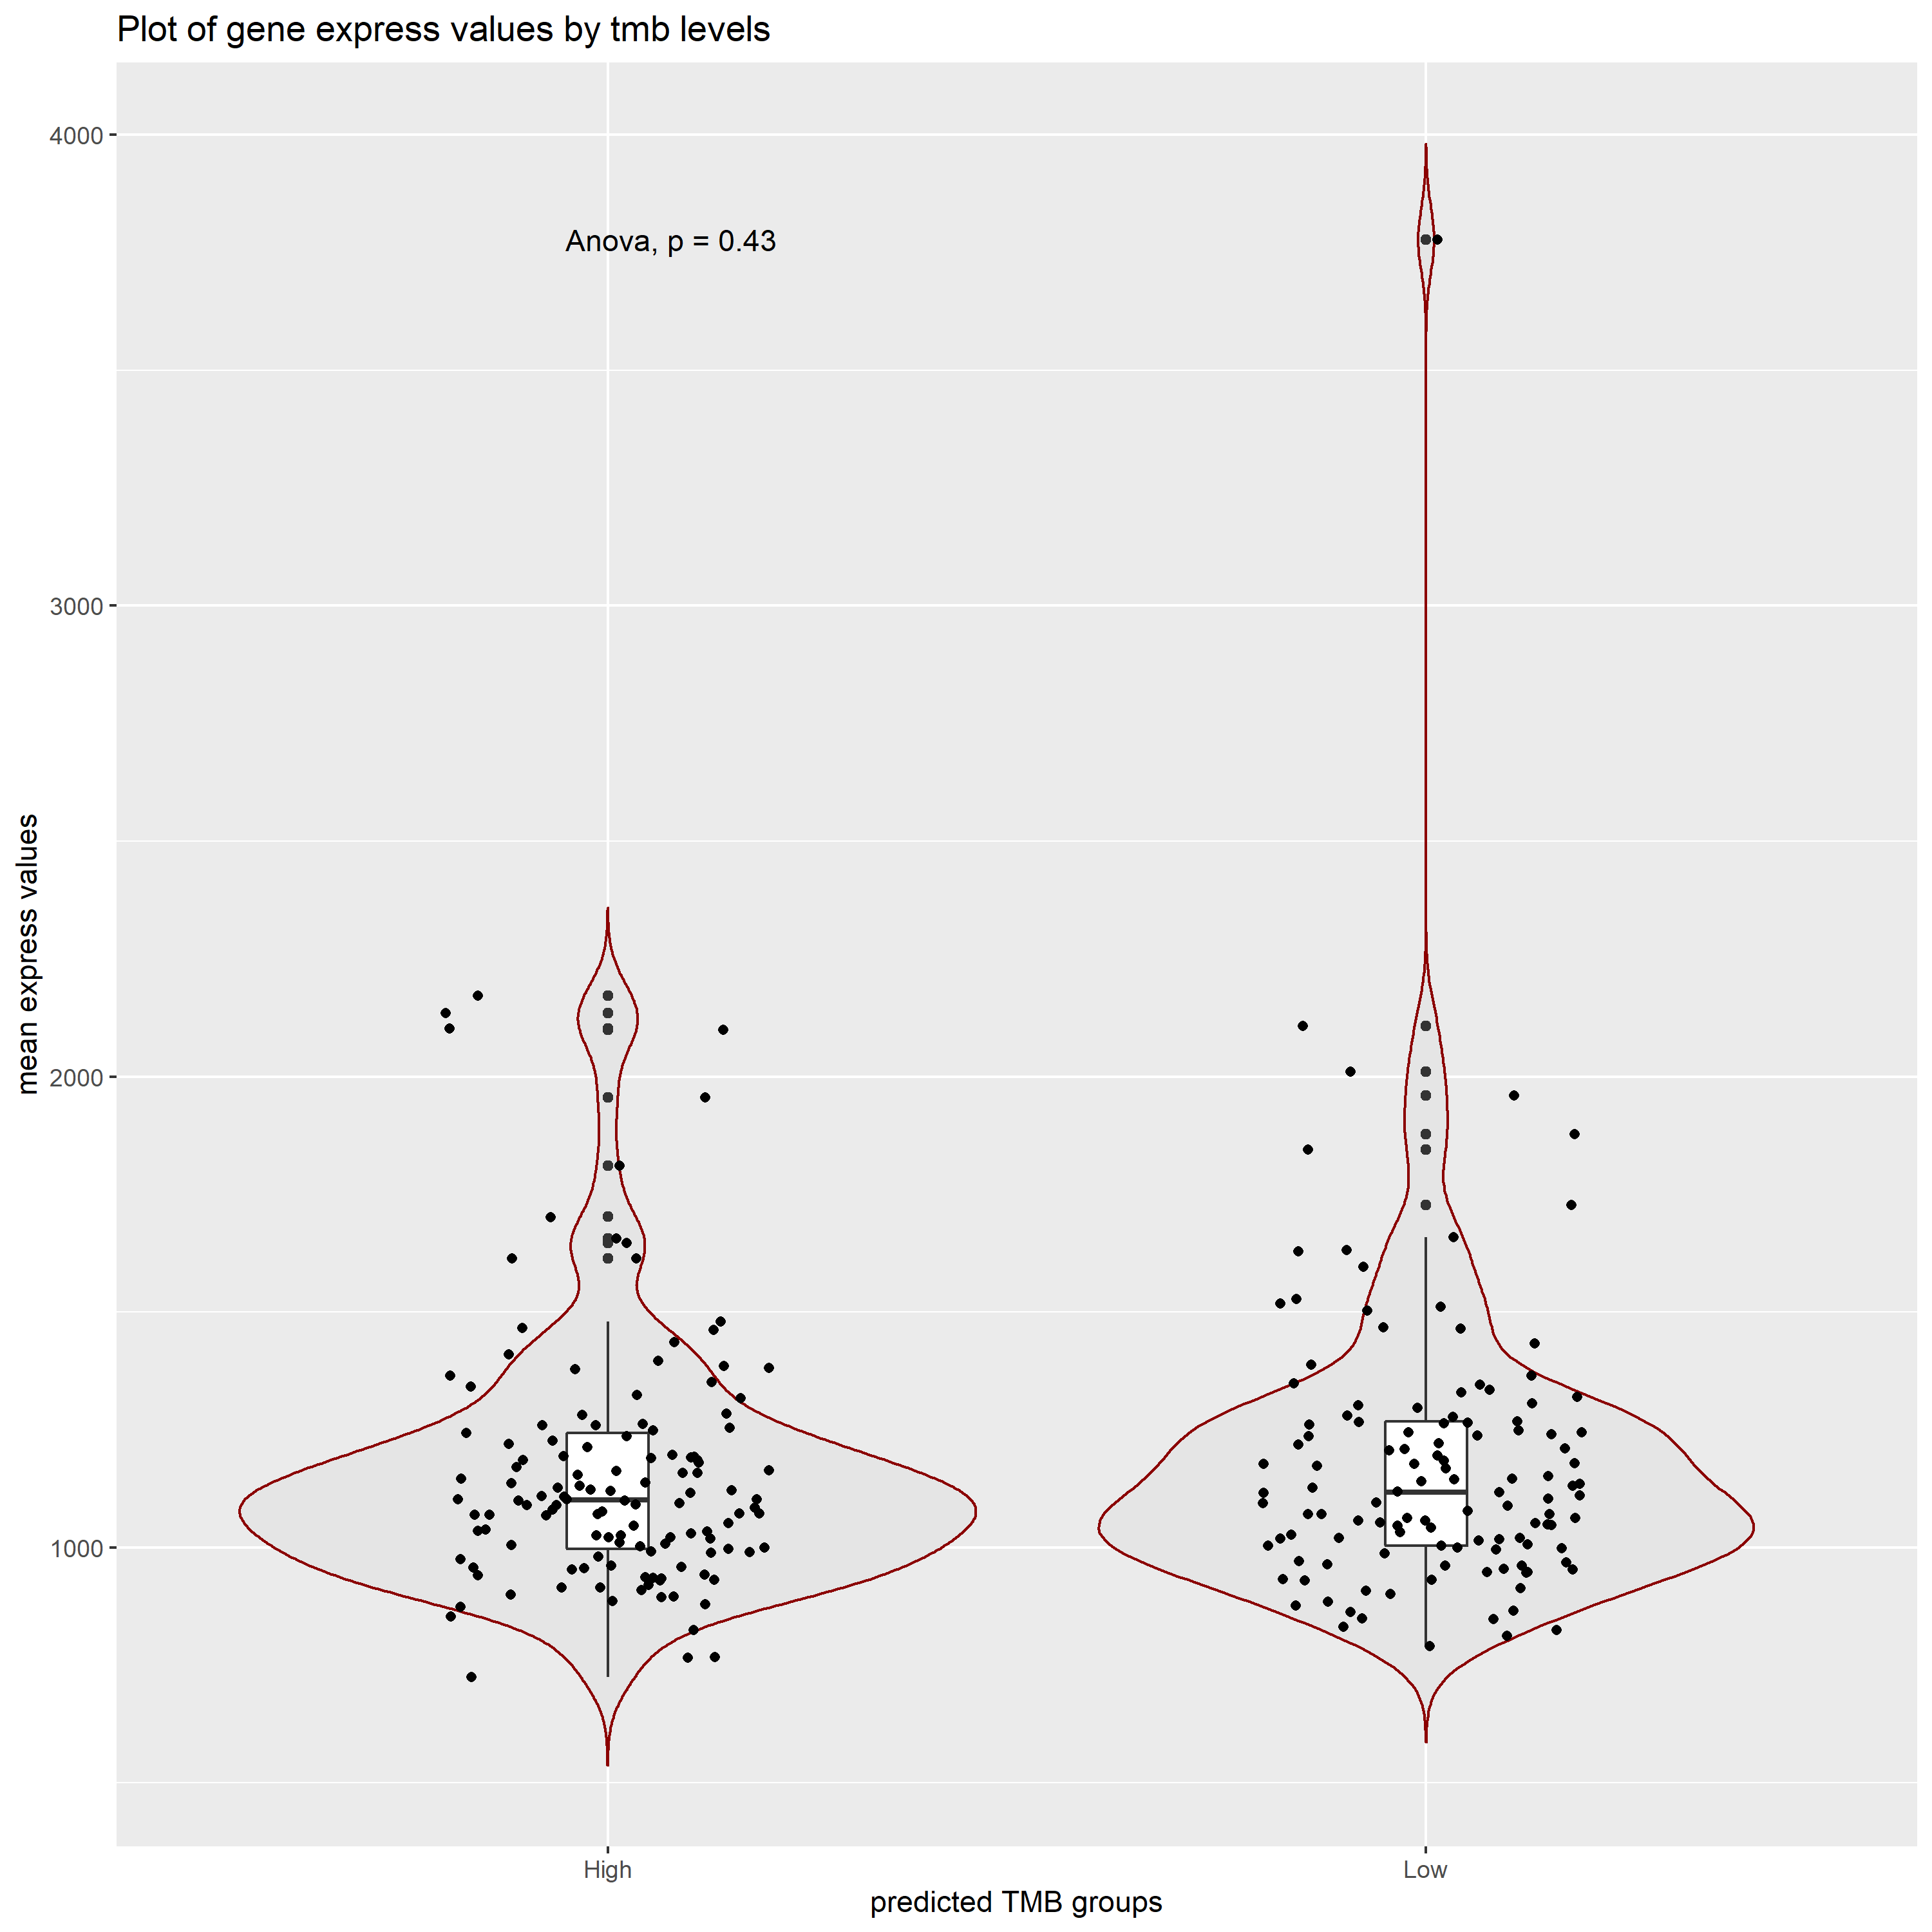 Plot of gene express values by tmb levels
4000
Anova, p = 0.43
3000
mean express values
2000
1000
High Low
predicted TMB groups